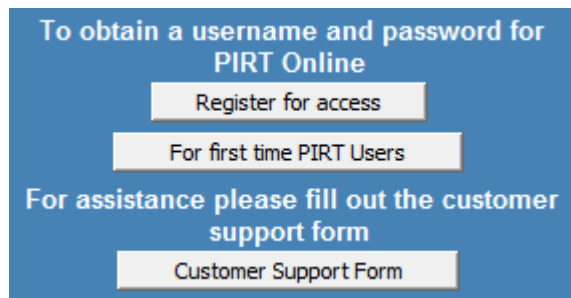 To obtain a username and password for
PIRT Online
Register for access
For first time PIRT Users
For assistance please fill out the customer
support form
Customer Support Form